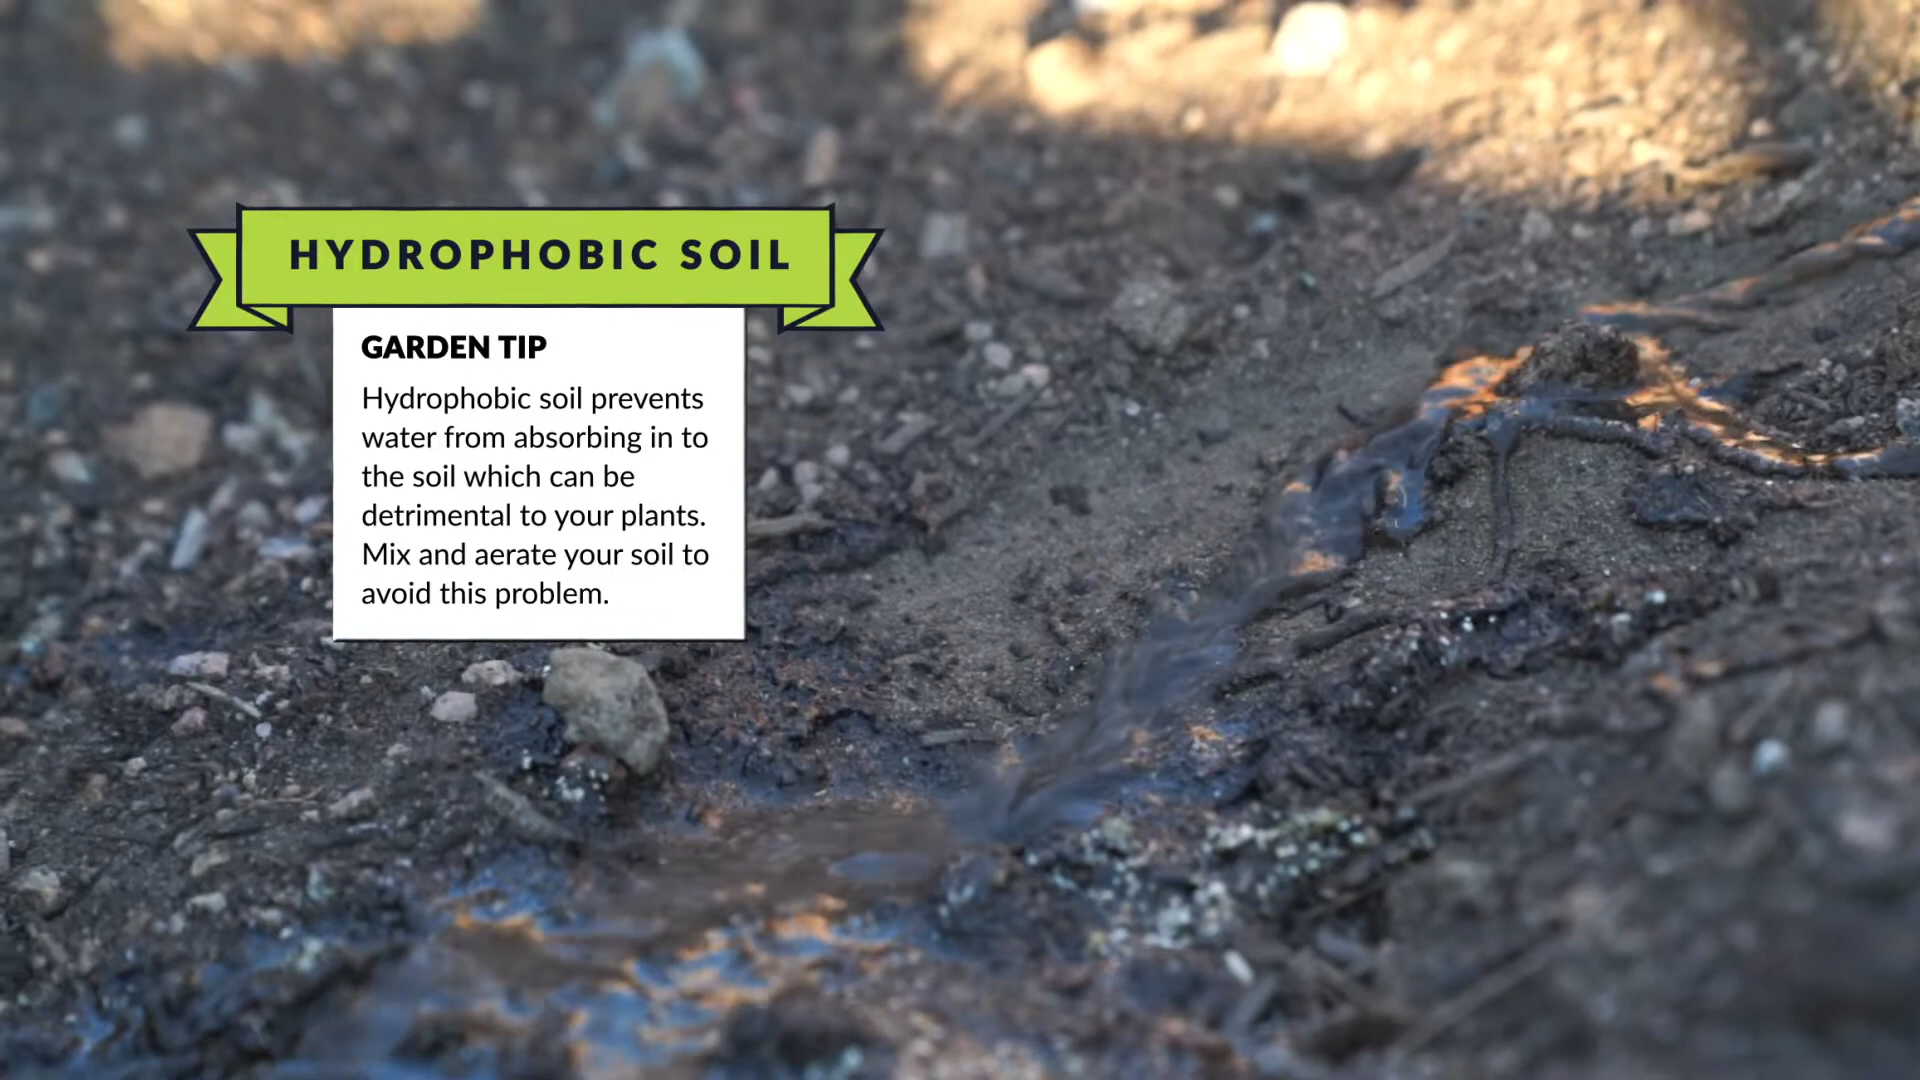 HYDROPHOBIC SOIL
GARDEN TIP
Hydrophobic soil prevents
water from absorbing in to
the soil which can be
detrimental to your plants.
Mix and aerate your soil to
avoid this problem.